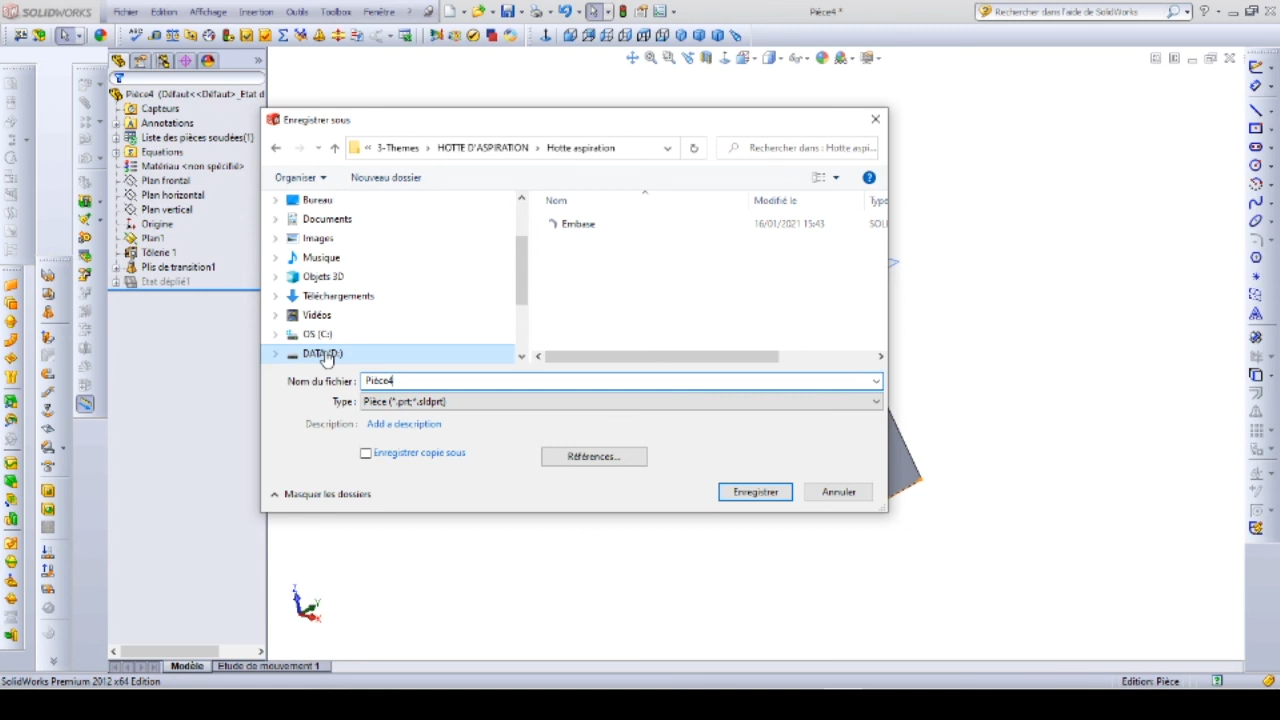 SOLIDWORKS
Fichier Edition Affichage Insertion Outils Toolbox Fenêtre ?
Pièce4 *
Rechercher dans l'aide de SolidWorks
Pièce4 (Défaut<<Défaut>_Etat d
Capteurs
Annotations
Liste des pièces soudées(1)
Equations
Matériau <non spécifié>
Plan frontal
Plan horizontal
Plan vertical
Origine
Plan1
Tôlerie 1
Plis de transition1
Etat déplié1
Enregistrer sous
« 3-Themes > HOTTE D'ASPIRATION > Hotte aspiration
Rechercher dans : Hotte aspi...
Organiser
Nouveau dossier
Bureau
Documents
Images
Musique
Objets 3D
Téléchargements
Vidéos
OS (C:)
DATA (D:)
Nom Modifié le Type
Embase 16/01/2021 15:43 SOLI
Nom du fichier : Pièce4
Type : Pièce (*.prt;*.sldprt)
Description : Add a description
Enregistrer copie sous
Références...
Masquer les dossiers
Enregistrer
Annuler
Z
Y
X
Modèle
Etude de mouvement 1
SolidWorks Premium 2012 x64 Edition
Edition: Pièce